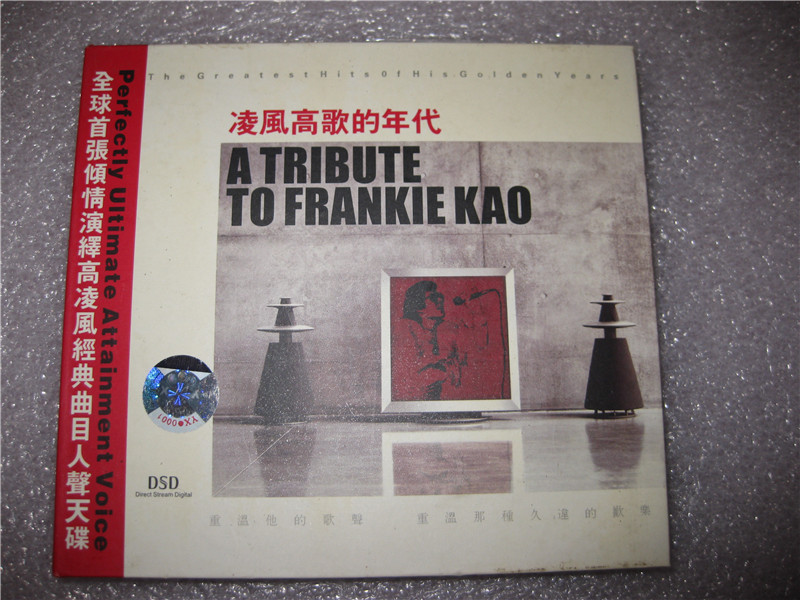 The Greatest Hits Of His Golden Years
凌風高歌的年代
A TRIBUTE
TO FRANKIE KAO
Perfectly Ultimate Attainment Voice
全球首張傾情演繹高凌風經典曲目人聲天碟
YX●0001
DSD
Direct Stream Digital
重溫他的歌聲 重溫那種久違的歡樂